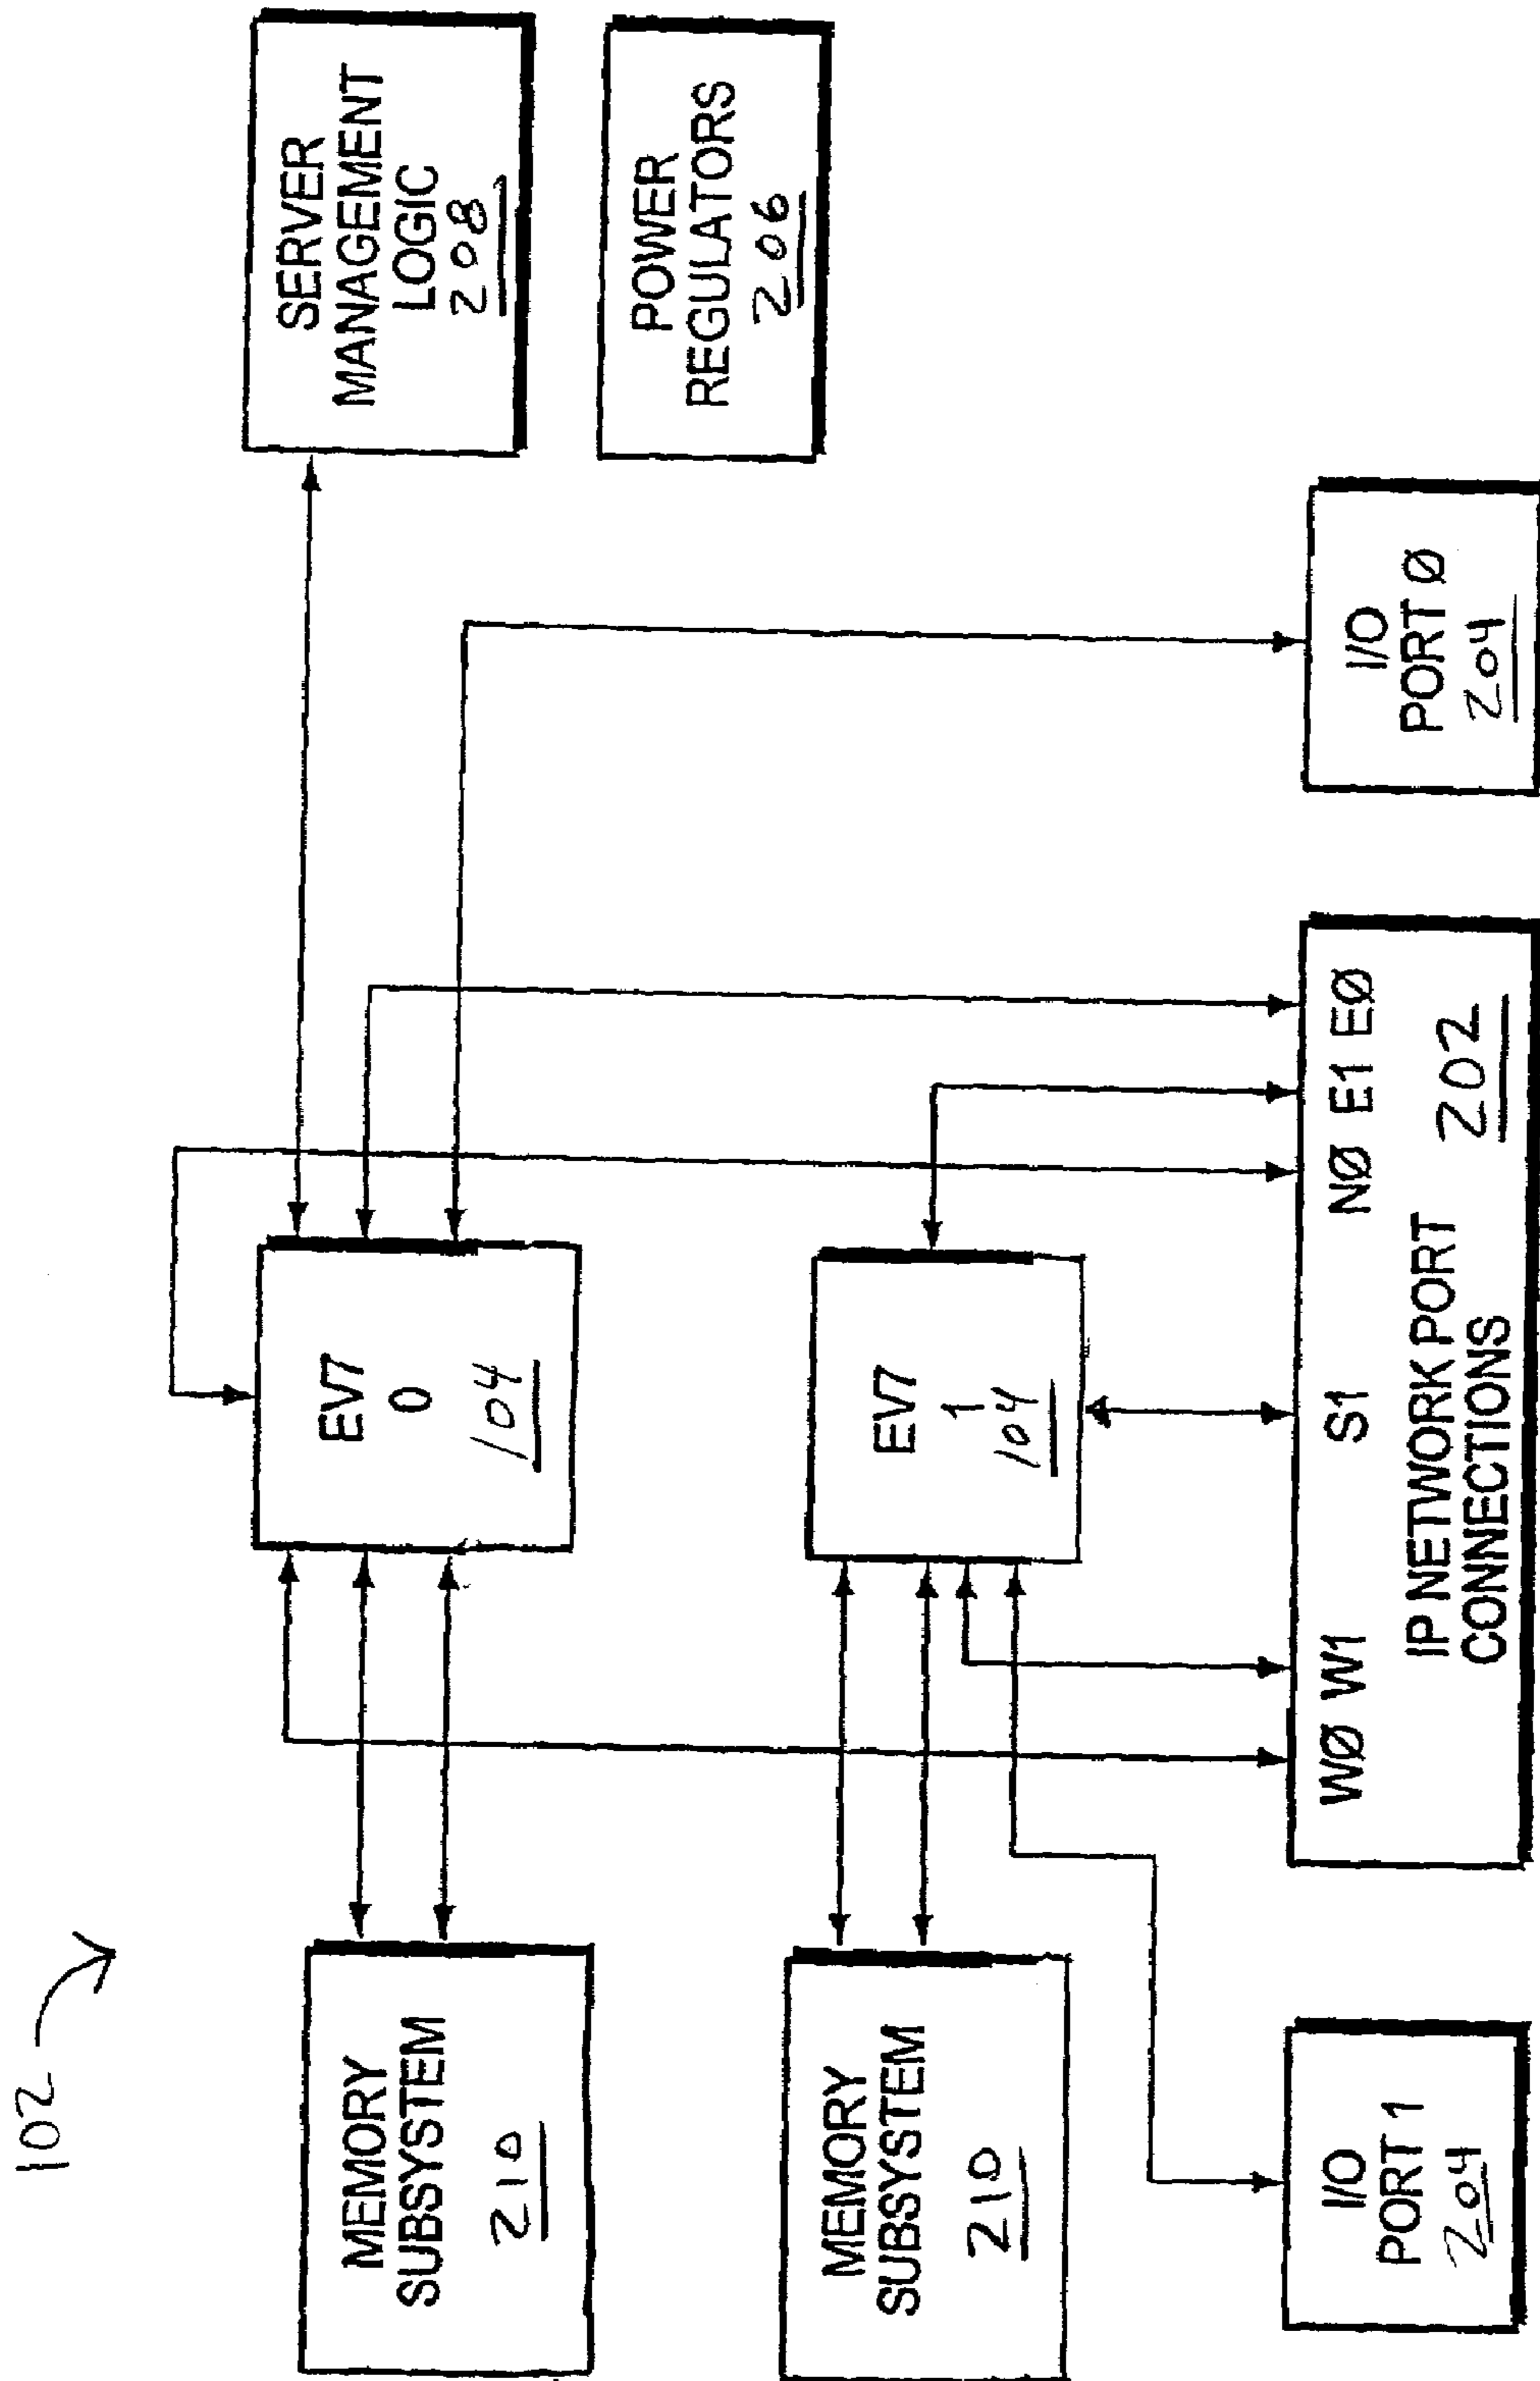 102
MEMORY
SUBSYSTEM
210
EV7
0
104
SERVER
MANAGEMENT
LOGIC
208
POWER
REGULATORS
206
MEMORY
SUBSYSTEM
210
EV7
1
104
I/O
PORT 1
204
WØ W1 S1 NØ E1 EØ
IP NETWORK PORT
CONNECTIONS
202
I/O
PORT Ø
204